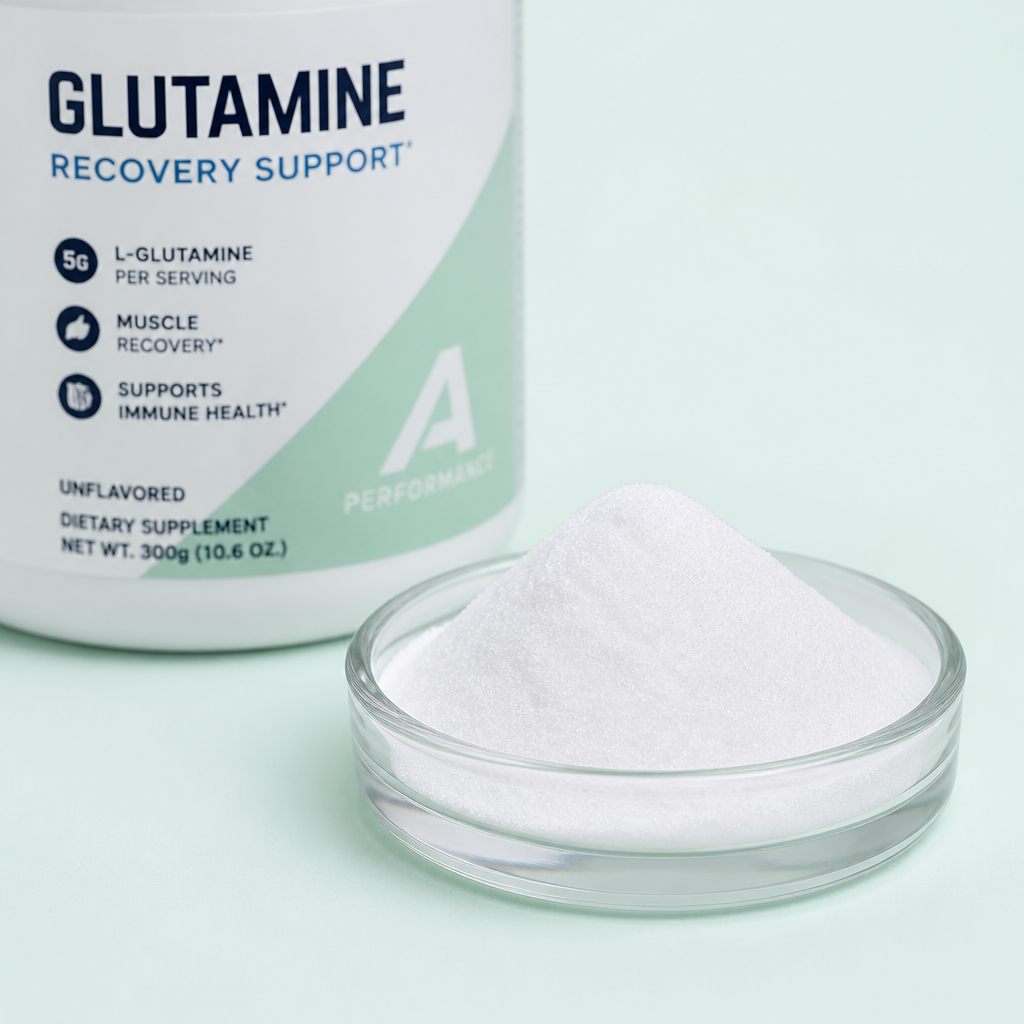 GLUTAMINE
RECOVERY SUPPORT*
5G
L-GLUTAMINE
PER SERVING
MUSCLE
RECOVERY*
SUPPORTS
IMMUNE HEALTH*
A
PERFORMANCE
UNFLAVORED
DIETARY SUPPLEMENT
NET WT. 300g (10.6 OZ.)